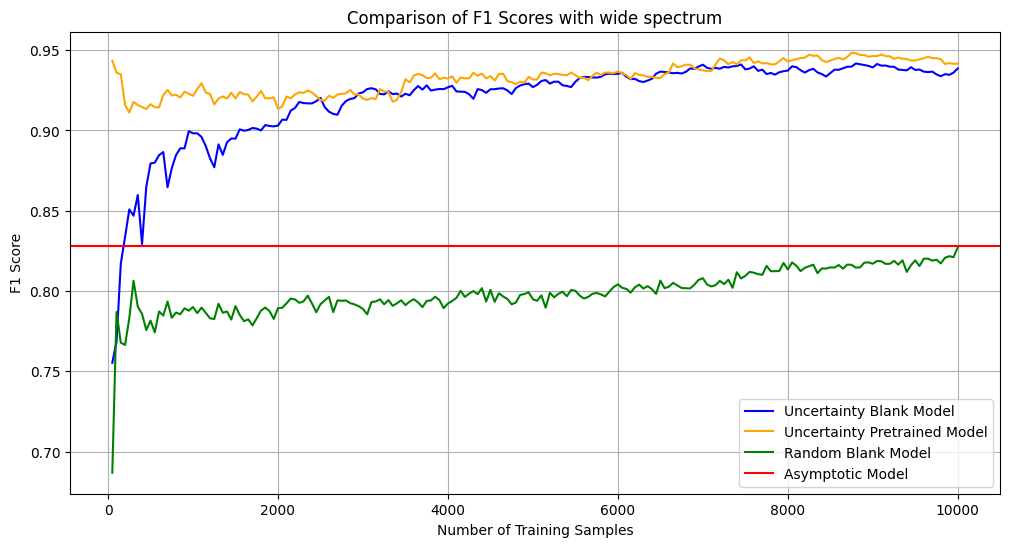 Comparison of F1 Scores with wide spectrum
F1 Score
0.95
0.90
0.85
0.80
0.75
0.70
0 2000 4000 6000 8000 10000
Number of Training Samples
Uncertainty Blank Model
Uncertainty Pretrained Model
Random Blank Model
Asymptotic Model